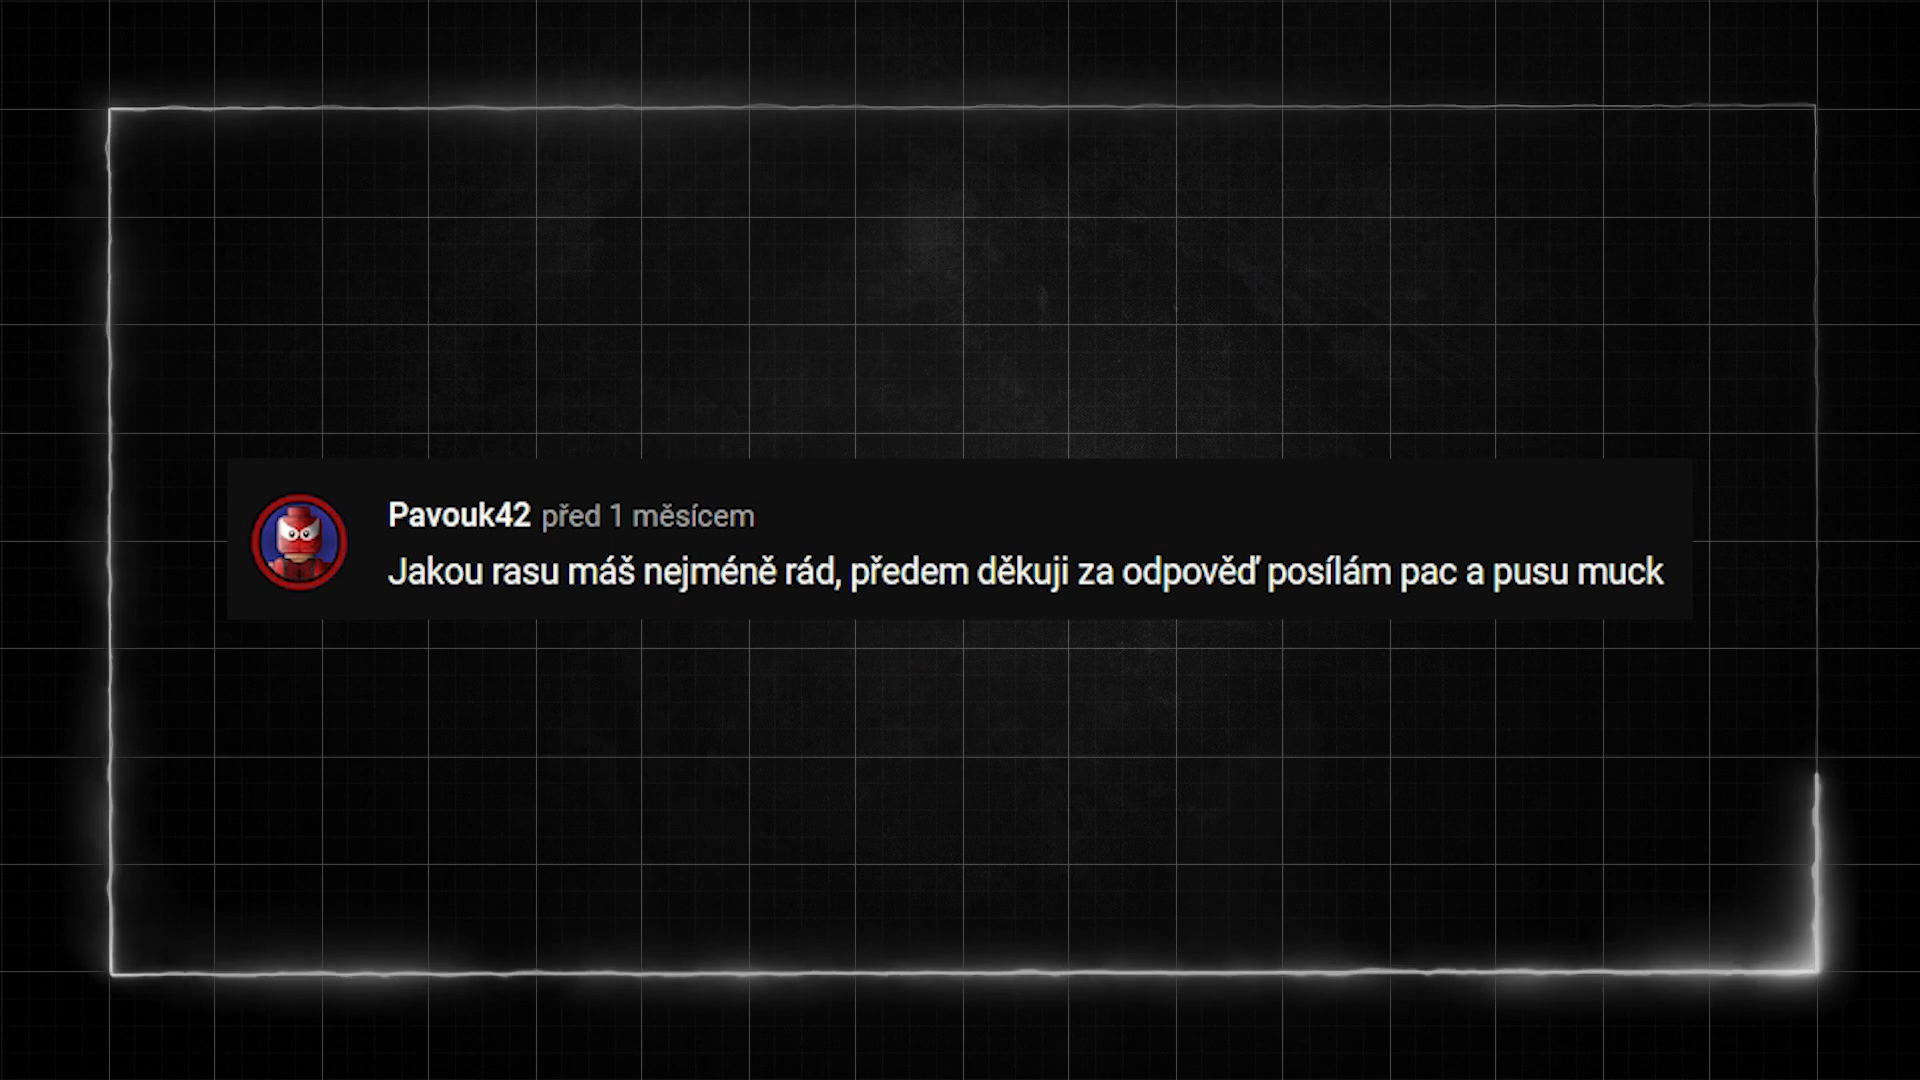 Pavouk42 před 1 měsícem
Jakou rasu máš nejméně rád, předem děkuji za odpověď posílám pac a pusu muck